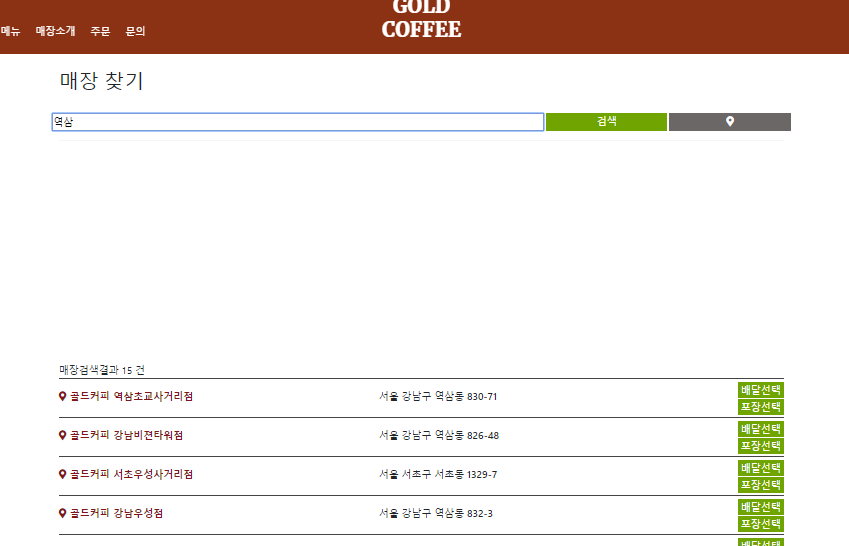 GOLD
COFFEE
메뉴 매장소개 주문 문의
매장 찾기
역삼 검색
매장검색결과 15 건
골드커피 역삼초교사거리점 서울 강남구 역삼동 830-71 배달선택
포장선택
골드커피 강남비젼타워점 서울 강남구 역삼동 826-48 배달선택
포장선택
골드커피 서초우성사거리점 서울 서초구 서초동 1329-7 배달선택
포장선택
골드커피 강남우성점 서울 강남구 역삼동 832-3 배달선택
포장선택
배달선택